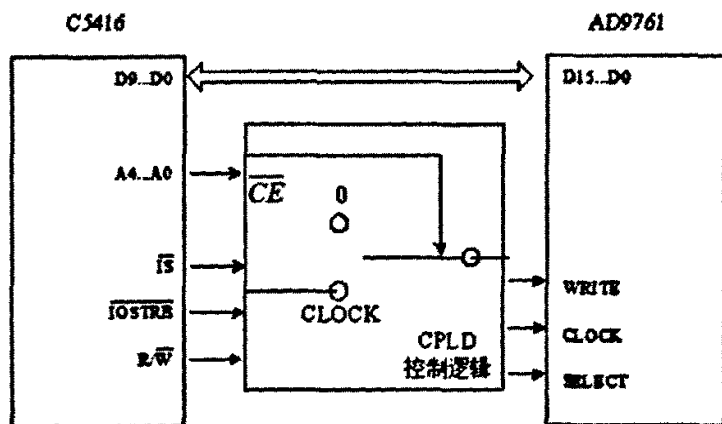 C5416
AD9761
D9...D0
D15...D0
A4...A0
CE
0
IS
IOSTRB
CLOCK
R/W
CPLD
控制逻辑
WRITE
CLOCK
SELECT